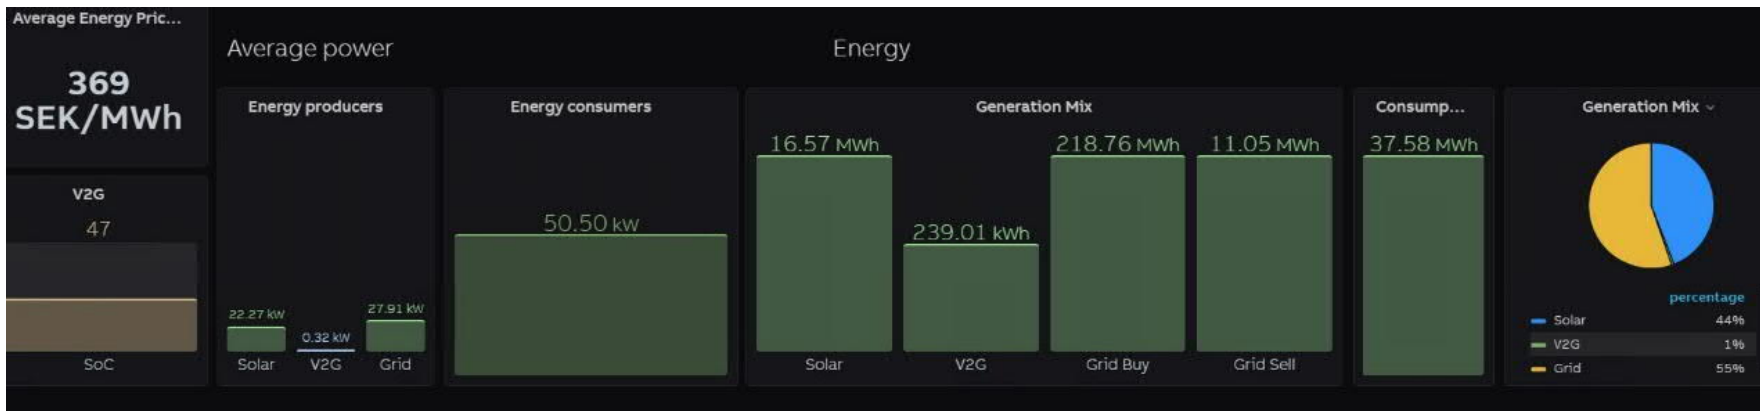 Average Energy Pric...
369
SEK/MWh
V2G
47
SoC
Average power
Energy producers
22.27 kW
0.32 kW
27.91 kW
Solar
V2G
Grid
Energy consumers
50.50 kW
Energy
Generation Mix
16.57 MWh
239.01 kWh
218.76 MWh
11.05 MWh
Solar
V2G
Grid Buy
Grid Sell
Consump...
37.58 MWh
Generation Mix
percentage
Solar 44%
V2G 1%
Grid 55%